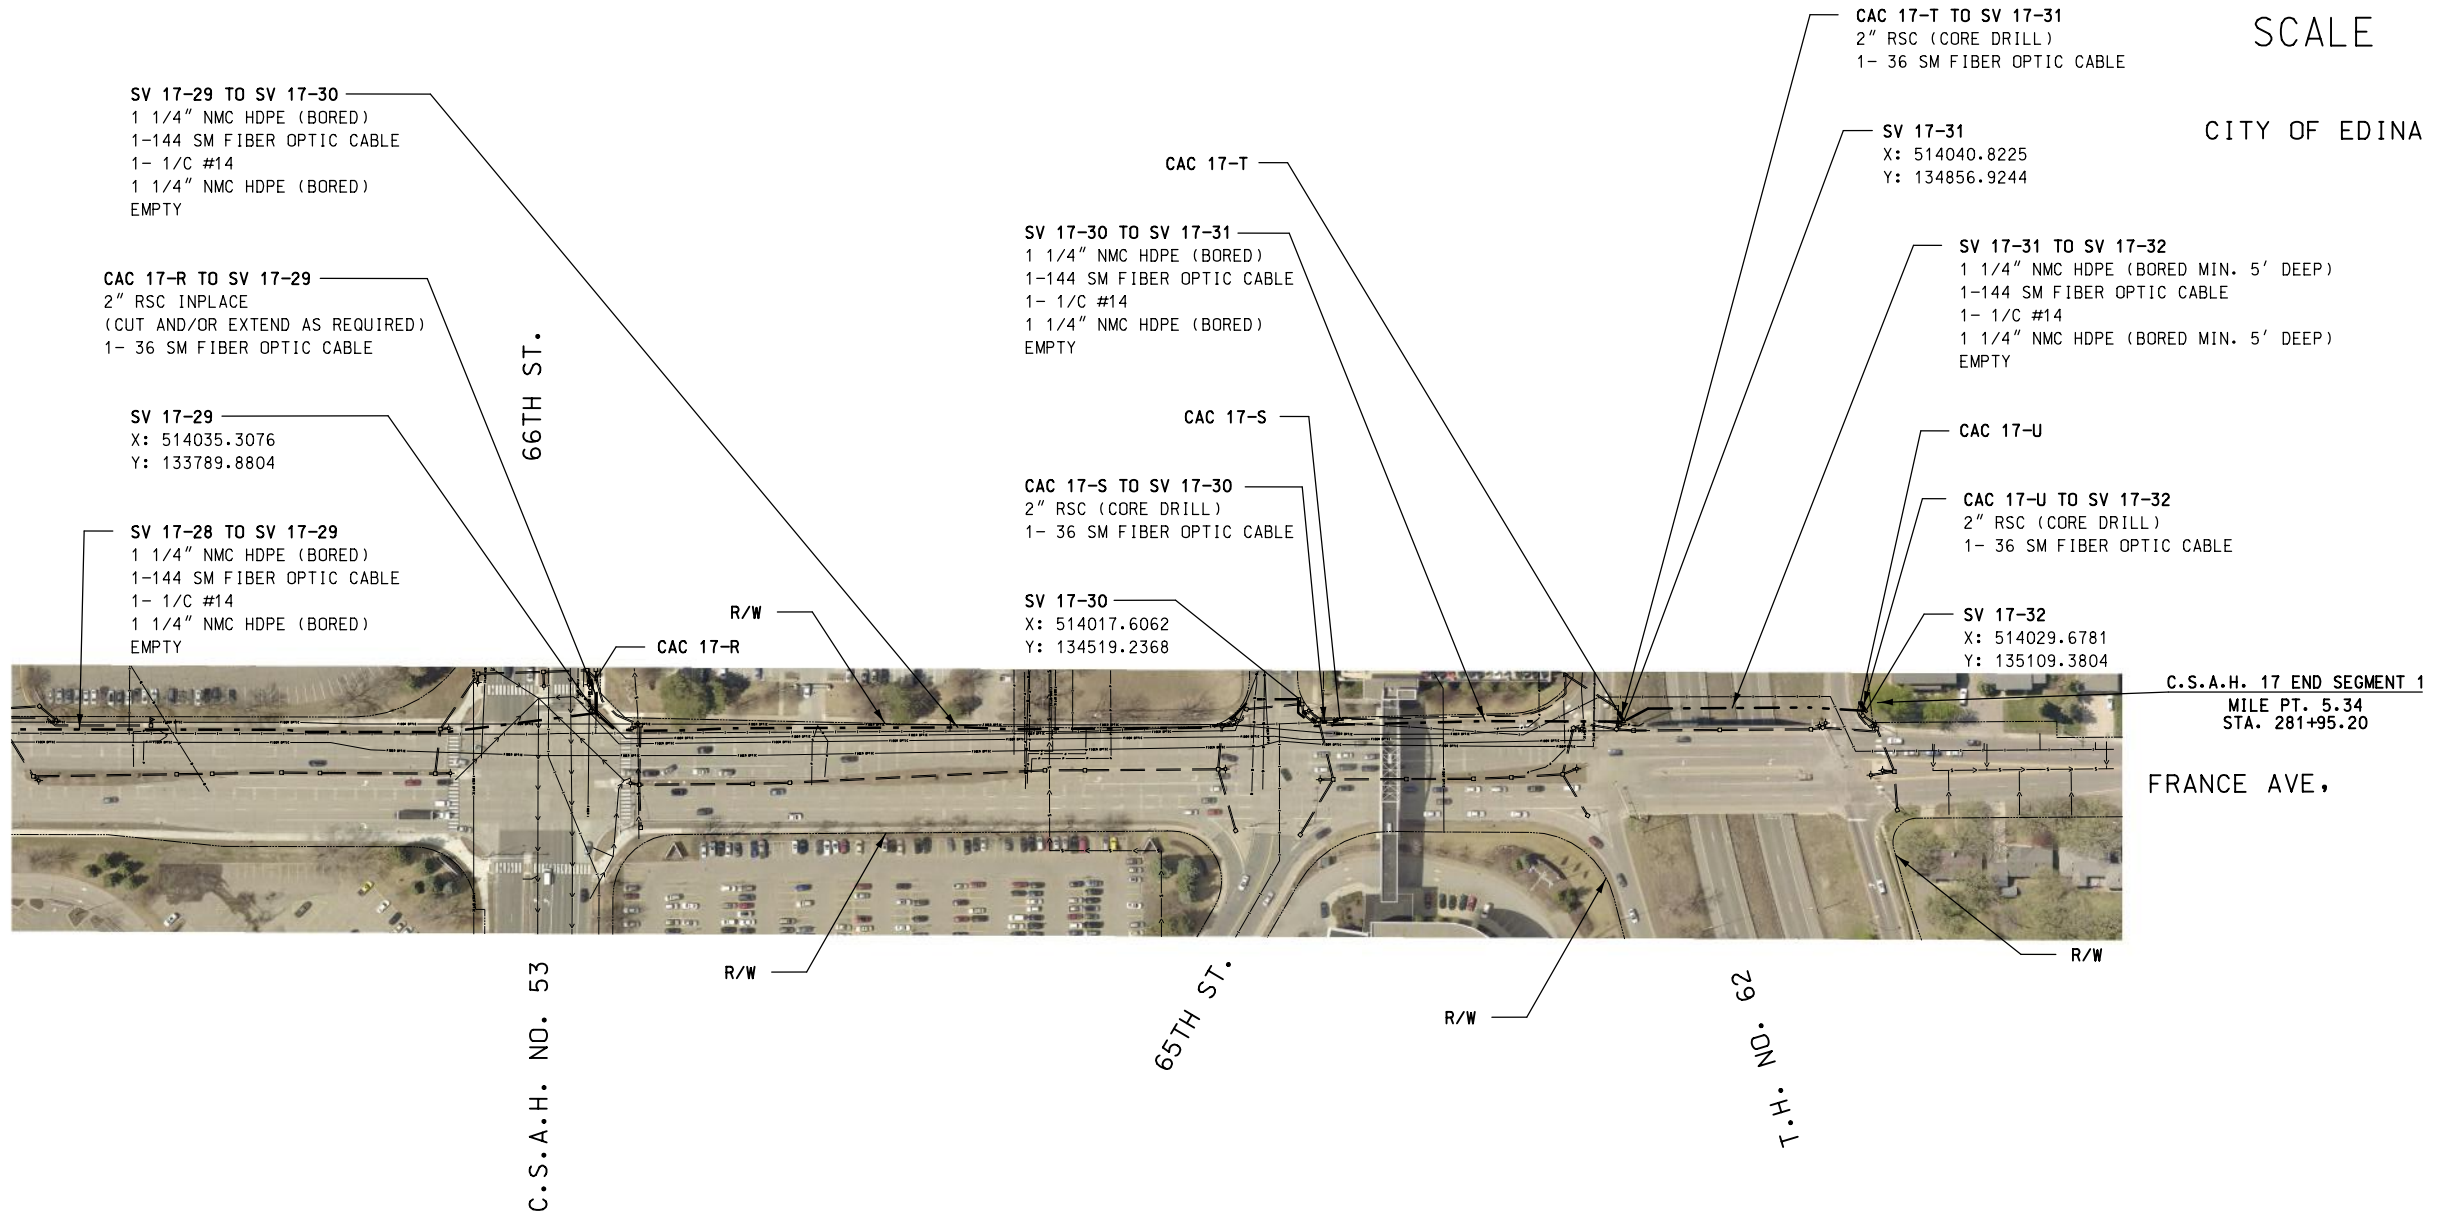 CAC 17-T TO SV 17-31
2" RSC (CORE DRILL)
1- 36 SM FIBER OPTIC CABLE
SCALE
CITY OF EDINA
SV 17-29 TO SV 17-30
1 1/4" NMC HDPE (BORED)
1-144 SM FIBER OPTIC CABLE
1- 1/C #14
1 1/4" NMC HDPE (BORED)
EMPTY
CAC 17-R TO SV 17-29
2" RSC INPLACE
(CUT AND/OR EXTEND AS REQUIRED)
1- 36 SM FIBER OPTIC CABLE
SV 17-29
X: 514035.3076
Y: 133789.8804
SV 17-28 TO SV 17-29
1 1/4" NMC HDPE (BORED)
1-144 SM FIBER OPTIC CABLE
1- 1/C #14
1 1/4" NMC HDPE (BORED)
EMPTY
66TH ST.
R/W
CAC 17-R
CAC 17-T
SV 17-30 TO SV 17-31
1 1/4" NMC HDPE (BORED)
1-144 SM FIBER OPTIC CABLE
1- 1/C #14
1 1/4" NMC HDPE (BORED)
EMPTY
CAC 17-S
CAC 17-S TO SV 17-30
2" RSC (CORE DRILL)
1- 36 SM FIBER OPTIC CABLE
SV 17-30
X: 514017.6062
Y: 134519.2368
SV 17-31
X: 514040.8225
Y: 134856.9244
SV 17-31 TO SV 17-32
1 1/4" NMC HDPE (BORED MIN. 5' DEEP)
1-144 SM FIBER OPTIC CABLE
1- 1/C #14
1 1/4" NMC HDPE (BORED MIN. 5' DEEP)
EMPTY
CAC 17-U
CAC 17-U TO SV 17-32
2" RSC (CORE DRILL)
1- 36 SM FIBER OPTIC CABLE
SV 17-32
X: 514029.6781
Y: 135109.3804
C.S.A.H. 17 END SEGMENT 1
MILE PT. 5.34
STA. 281+95.20
FRANCE AVE,
R/W
R/W
R/W
C.S.A.H. NO. 53
65TH ST.
T.H. NO. 62